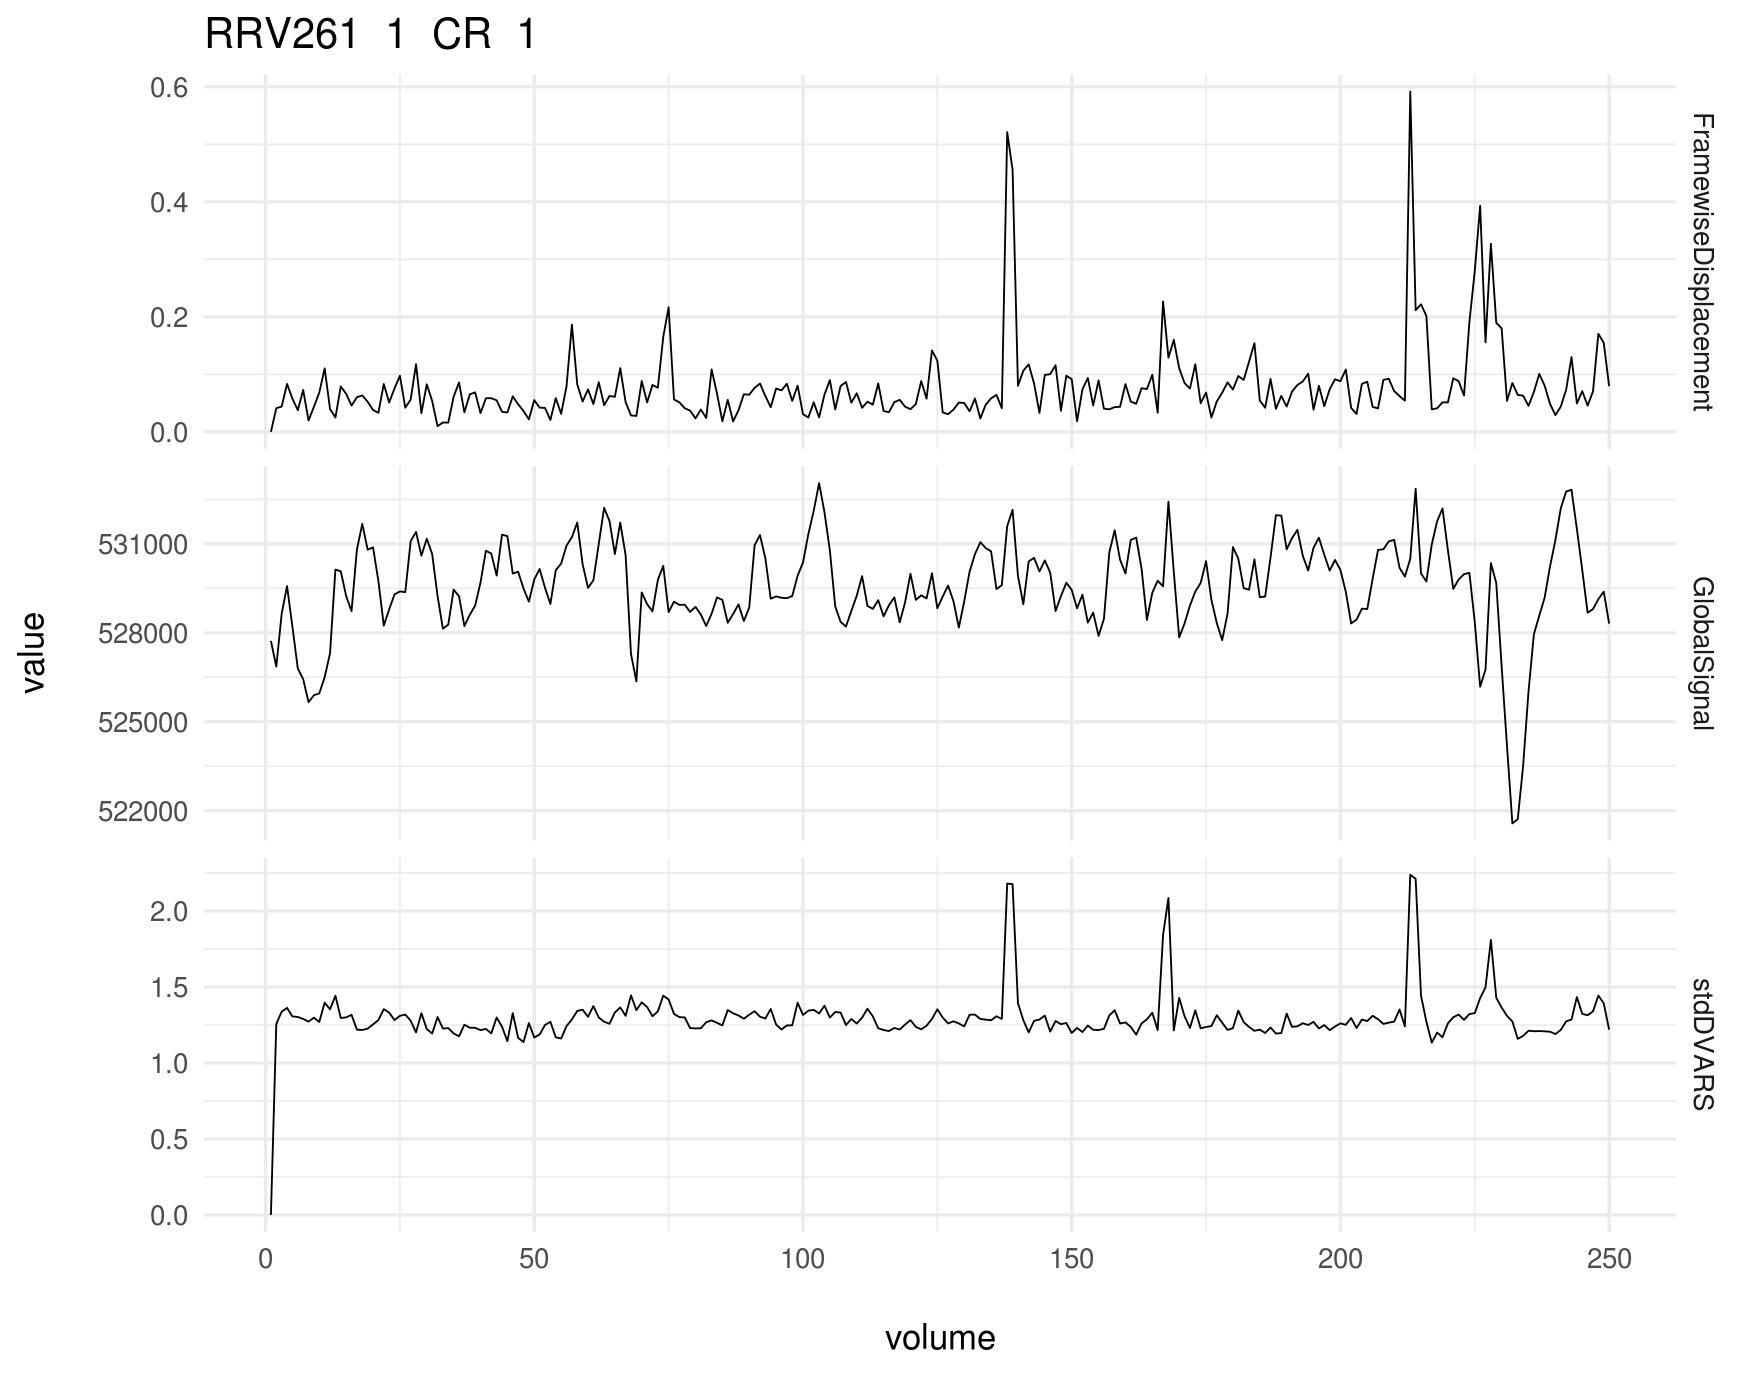 RRV261 1 CR 1
0.6
0.4
0.2
0.0
FramewiseDisplacement
531000
528000
525000
522000
GlobalSignal
value
2.0
1.5
1.0
0.5
0.0
stdDVARS
0 50 100 150 200 250
volume